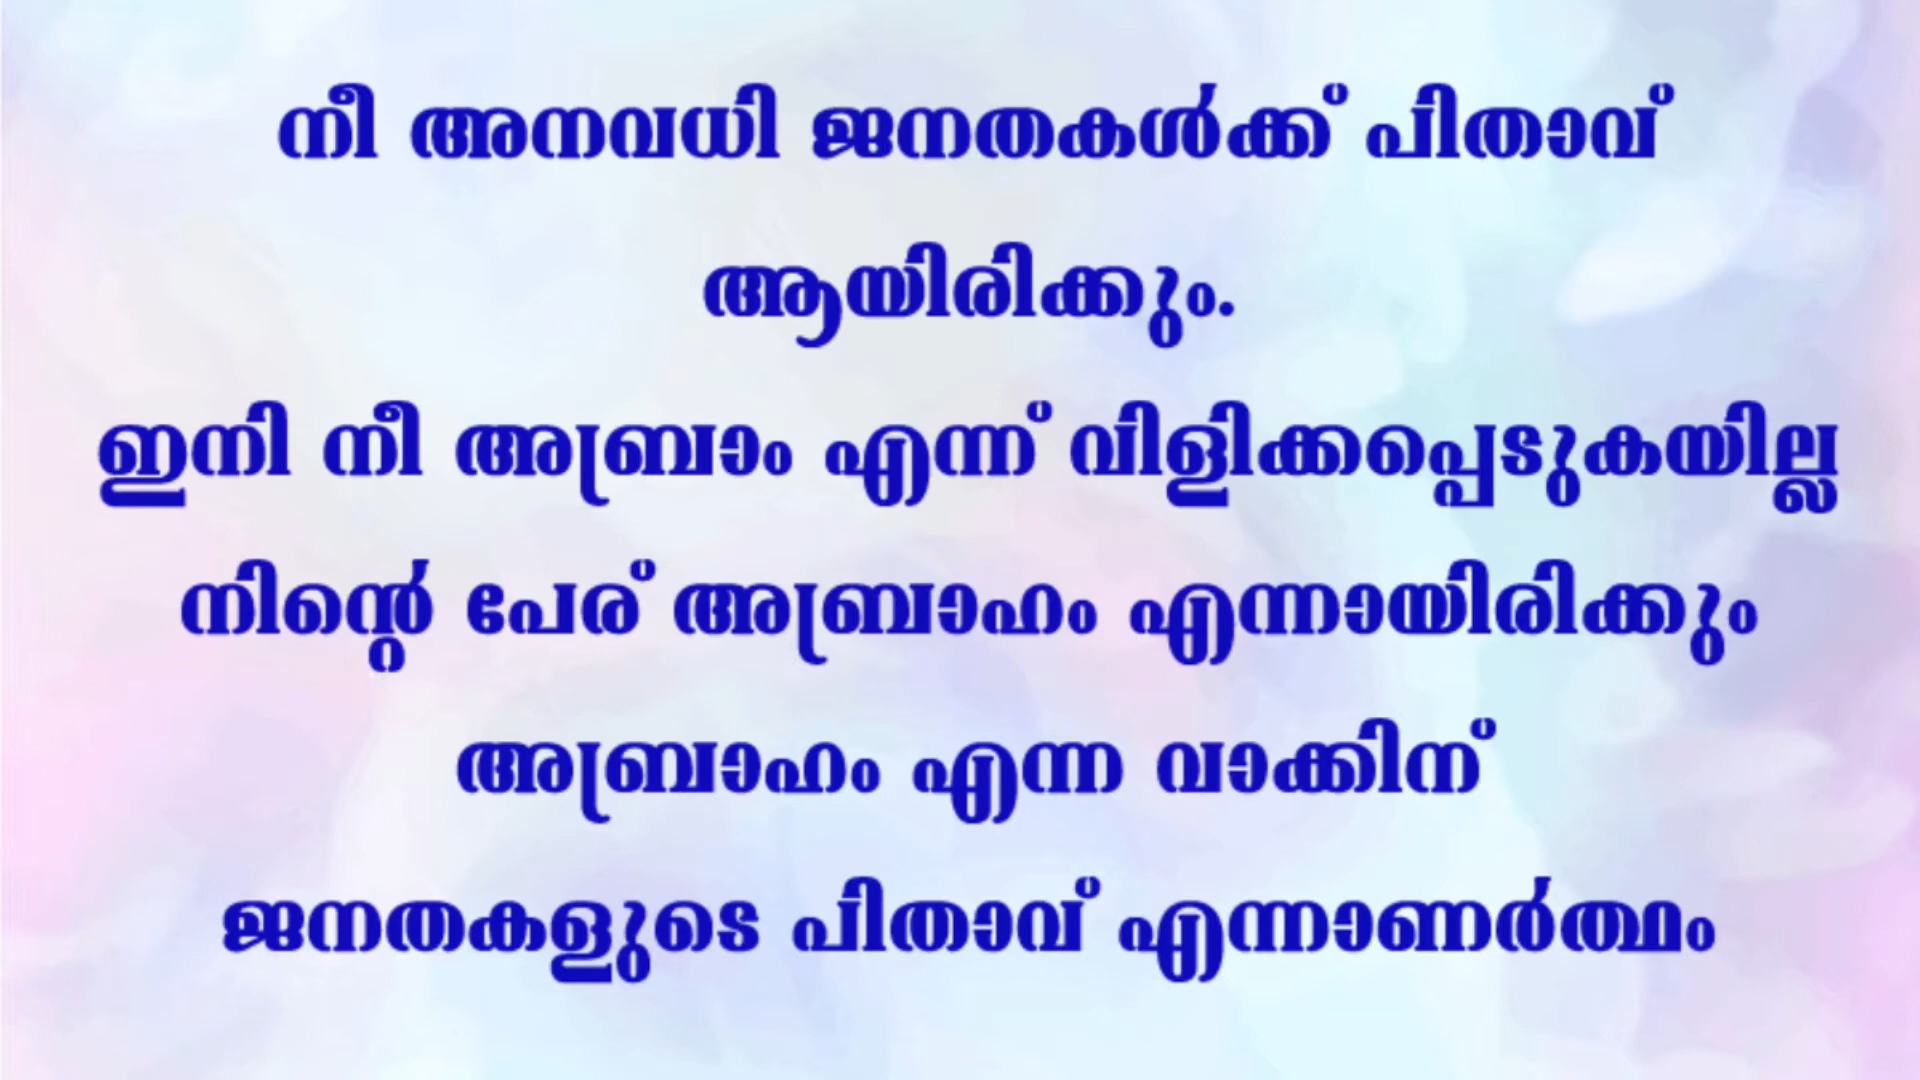 നീ അനവധി ജനതകൾക്ക് പിതാവ്
ആയിരിക്കും.
ഇനി നീ അബ്രാം എന്ന് വിളിക്കപ്പെടുകയില്ല
നിന്റെർ പേര് അബ്രാഹം എന്നായിരിക്കും
അബ്രാഹം എന്ന വാക്കിന്
ജനതകളുടെ പിതാവ് എന്നാണർത്ഥം